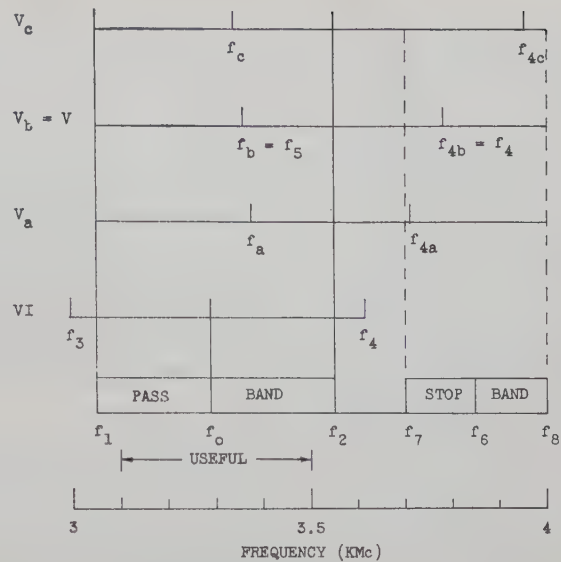 V_c
f_c f_4c
V_b = V
f_b = f_5 f_4b = f_4
V_a
f_a f_4a
VI
f_3 f_4
PASS BAND STOP BAND
f_1 f_o f_2 f_7 f_6 f_8
USEFUL
3 3.5 4
FREQUENCY (KMc)